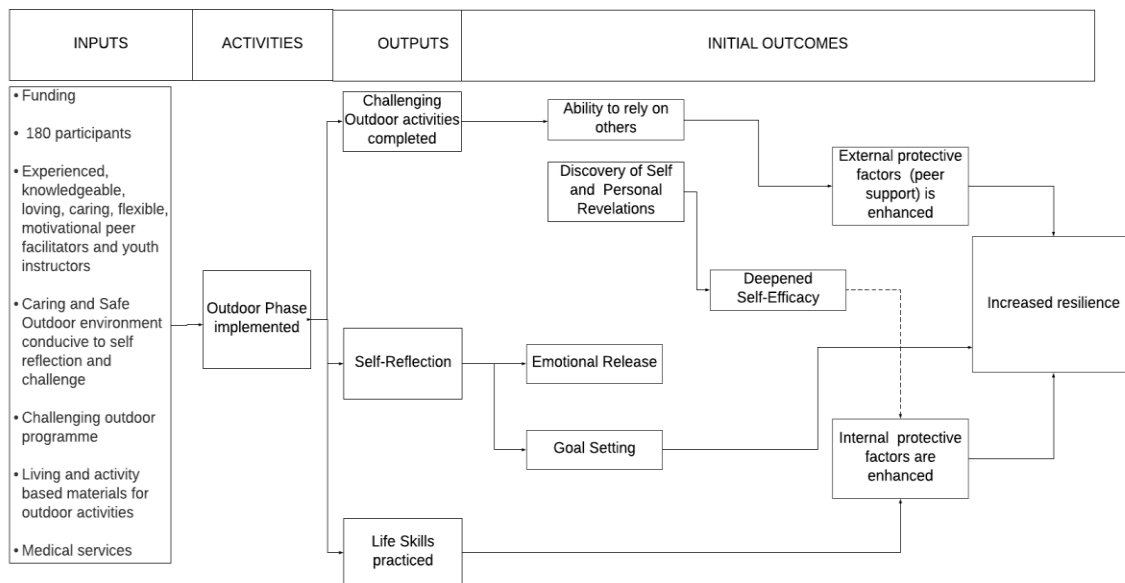 INPUTS
ACTIVITIES
OUTPUTS
INITIAL OUTCOMES
• Funding
• 180 participants
• Experienced,
knowledgeable,
loving, caring, flexible,
motivational peer
facilitators and youth
instructors
• Caring and Safe
Outdoor environment
conducive to self
reflection and
challenge
• Challenging outdoor
programme
• Living and activity
based materials for
outdoor activities
• Medical services
Outdoor Phase
implemented
Challenging
Outdoor activities
completed
Self-Reflection
Life Skills
practiced
Ability to rely on
others
Discovery of Self
and Personal
Revelations
Deepened
Self-Efficacy
Emotional Release
Goal Setting
External protective
factors (peer
support) is
enhanced
Internal protective
factors are
enhanced
Increased resilience